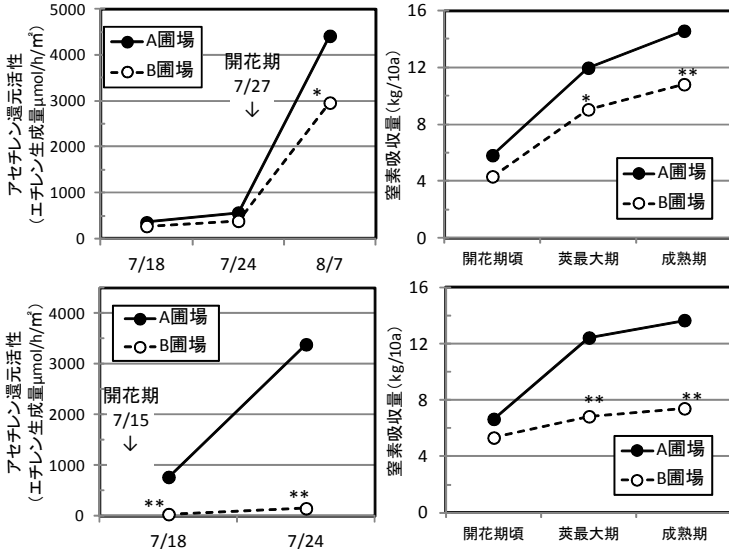 アセチレン還元活性
（エチレン生成量μmol/h/㎡）
5000
4000
3000
2000
1000
0
A圃場
B圃場
開花期
7/27
↓
*
7/18
7/24
8/7
窒素吸収量（kg/10a）
16
12
8
4
0
*
**
A圃場
B圃場
開花期頃
莢最大期
成熟期
アセチレン還元活性
（エチレン生成量μmol/h/㎡）
4000
3000
2000
1000
0
A圃場
B圃場
開花期
7/15
↓
**
**
7/18
7/24
窒素吸収量（kg/10a）
16
12
8
4
0
**
**
A圃場
B圃場
開花期頃
莢最大期
成熟期